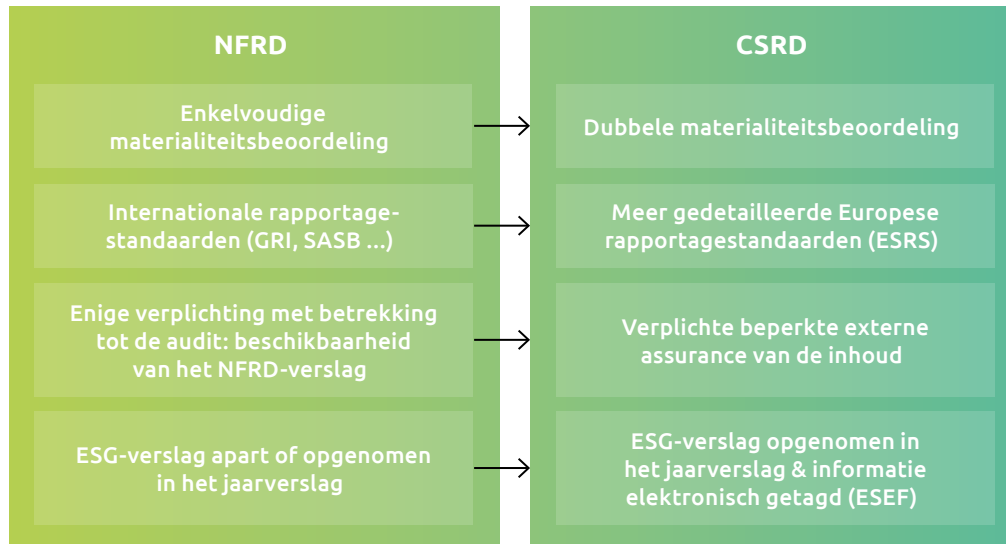 NFRD
Enkelvoudige
materialiteitsbeoordeling
Internationale rapportage-
standaarden (GRI, SASB ...)
Enige verplichting met betrekking
tot de audit: beschikbaarheid
van het NFRD-verslag
ESG-verslag apart of opgenomen
in het jaarverslag
CSRD
Dubbele materialiteitsbeoordeling
Meer gedetailleerde Europese
rapportagestandaarden (ESRS)
Verplichte beperkte externe
assurance van de inhoud
ESG-verslag opgenomen in
het jaarverslag & informatie
elektronisch getagd (ESEF)